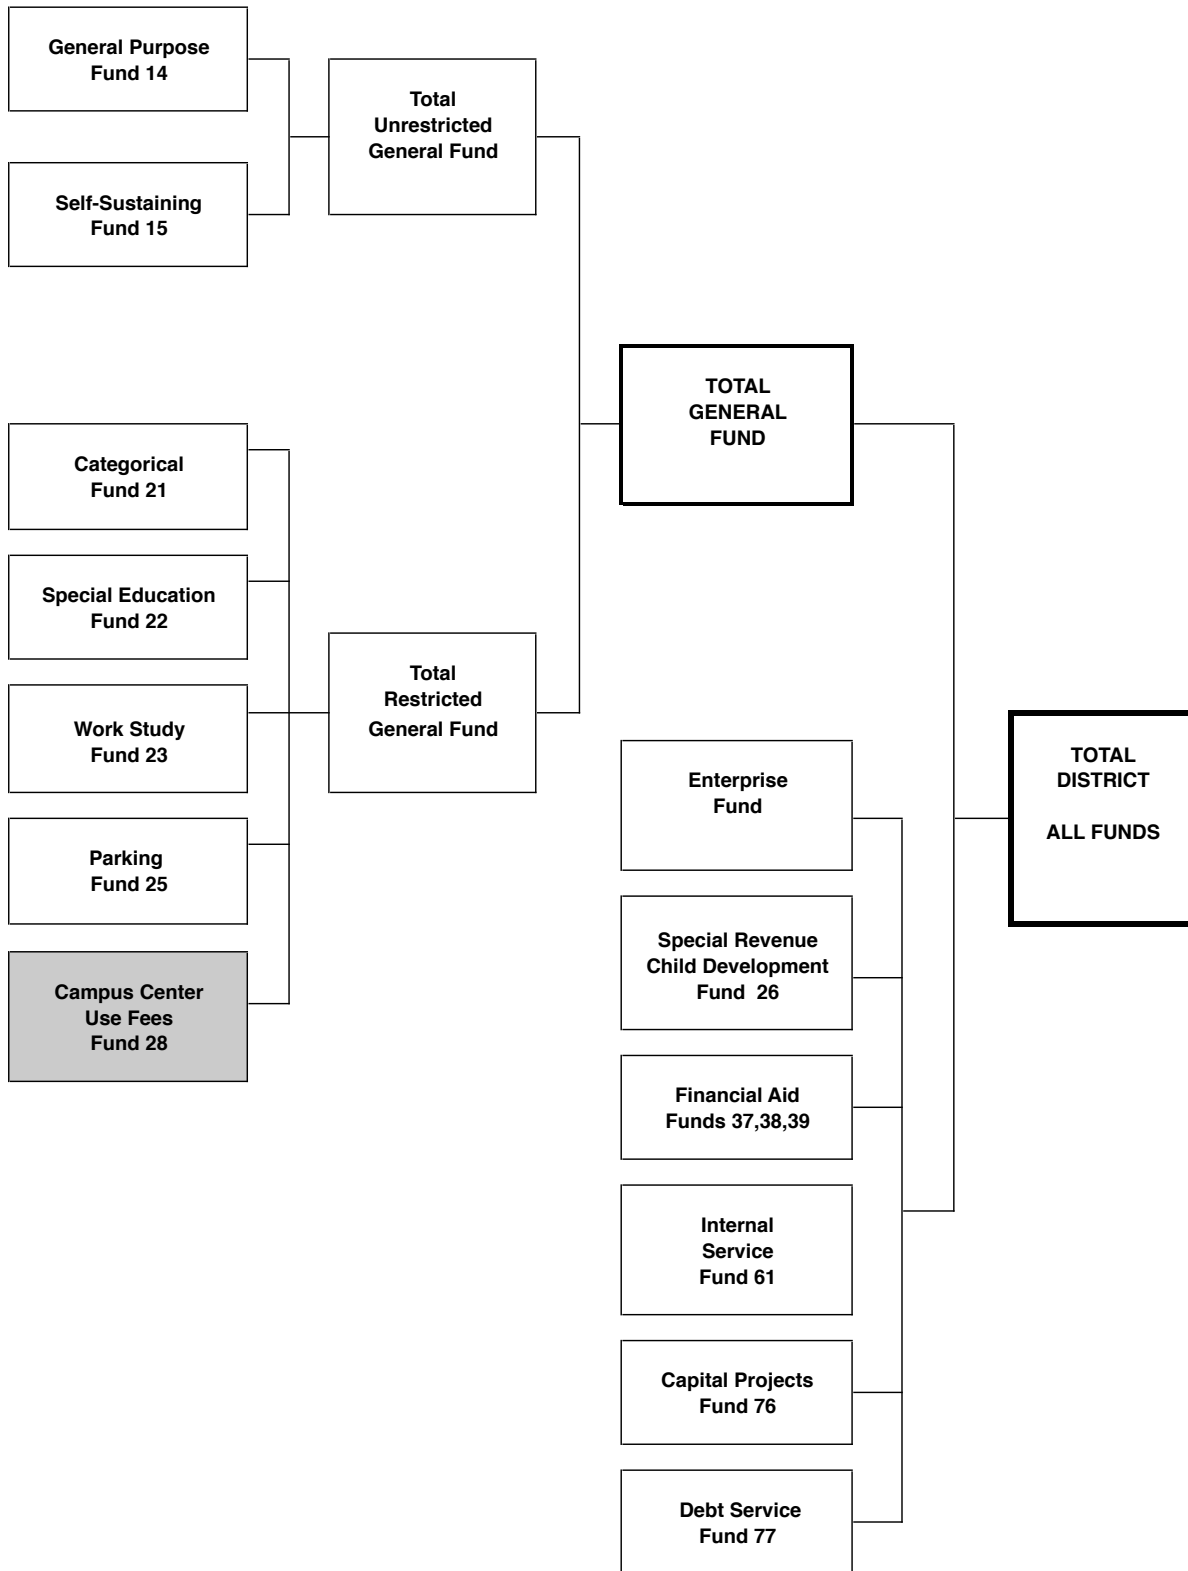 General Purpose
Fund 14
Total
Unrestricted
General Fund
Self-Sustaining
Fund 15
TOTAL
GENERAL
FUND
Categorical
Fund 21
Special Education
Fund 22
Total
Restricted
General Fund
Work Study
Fund 23
Parking
Fund 25
Campus Center
Use Fees
Fund 28
Enterprise
Fund
TOTAL
DISTRICT
ALL FUNDS
Special Revenue
Child Development
Fund 26
Financial Aid
Funds 37,38,39
Internal
Service
Fund 61
Capital Projects
Fund 76
Debt Service
Fund 77